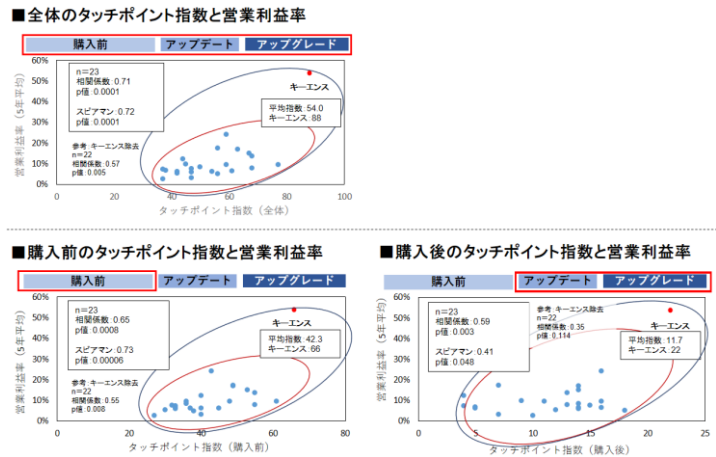 ■全体のタッチポイント指数と営業利益率
購入前 アップデート アップグレード
60%
50%
40%
30%
20%
10%
0%
営業利益率（5年平均）
n=23
相関係数:0.71
p値:0.0001
スピアマン:0.72
p値:0.0001
参考:キーエンス除去
n=22
相関係数:0.57
p値:0.005
キーエンス
平均指数:54.0
キーエンス:88
0 20 40 60 80 100
タッチポイント指数（全体）
■購入前のタッチポイント指数と営業利益率
購入前 アップデート アップグレード
60%
50%
40%
30%
20%
10%
0%
営業利益率（5年平均）
n=23
相関係数:0.65
p値:0.0008
スピアマン:0.73
p値:0.00006
参考:キーエンス除去
n=22
相関係数:0.55
p値:0.008
キーエンス
平均指数:42.3
キーエンス:66
0 20 40 60 80
タッチポイント指数（購入前）
■購入後のタッチポイント指数と営業利益率
購入前 アップデート アップグレード
60%
50%
40%
30%
20%
10%
0%
営業利益率（5年平均）
n=23
相関係数:0.59
p値:0.003
スピアマン:0.41
p値:0.048
参考:キーエンス除去
n=22
相関係数:0.35
p値:0.114
キーエンス
平均指数:11.7
キーエンス:22
0 5 10 15 20 25
タッチポイント指数（購入後）